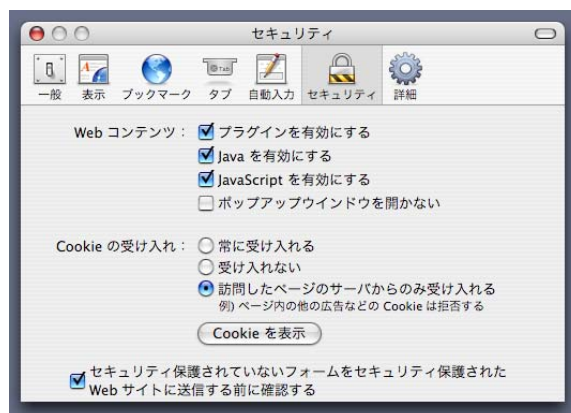 セキュリティ
一般 表示 ブックマーク タブ 自動入力 セキュリティ 詳細
Web コンテンツ： プラグインを有効にする
Java を有効にする
JavaScript を有効にする
ポップアップウインドウを開かない
Cookie の受け入れ： 常に受け入れる
受け入れない
訪問したページのサーバからのみ受け入れる
例) ページ内の他の広告などの Cookie は拒否する
Cookie を表示
セキュリティ保護されていないフォームをセキュリティ保護された
Web サイトに送信する前に確認する